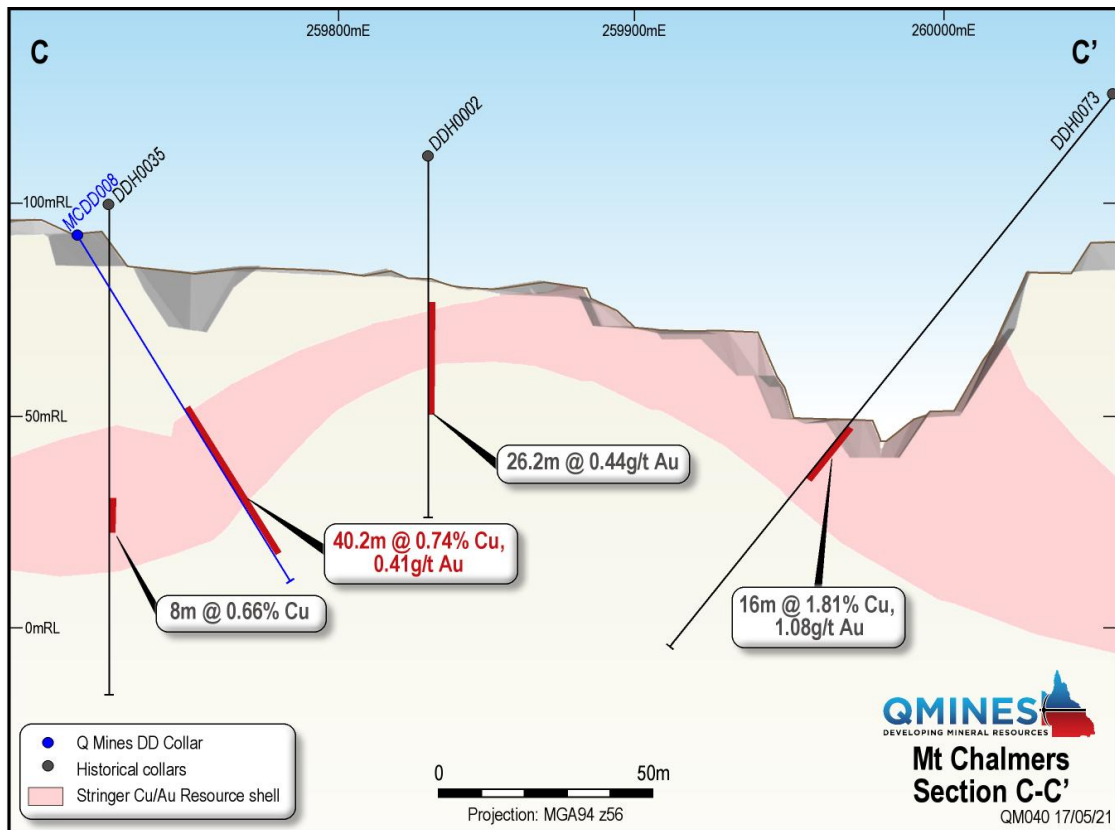 259800mE
259900mE
260000mE
C
C’
MCDD008
DDH0035
DDH0002
DDH0073
100mRL
50mRL
0mRL
26.2m @ 0.44g/t Au
40.2m @ 0.74% Cu,
0.41g/t Au
8m @ 0.66% Cu
16m @ 1.81% Cu,
1.08g/t Au
Q Mines DD Collar
Historical collars
Stringer Cu/Au Resource shell
0
50m
Projection: MGA94 z56
QMINES
DEVELOPING MINERAL RESOURCES
Mt Chalmers
Section C-C’
QM040 17/05/21